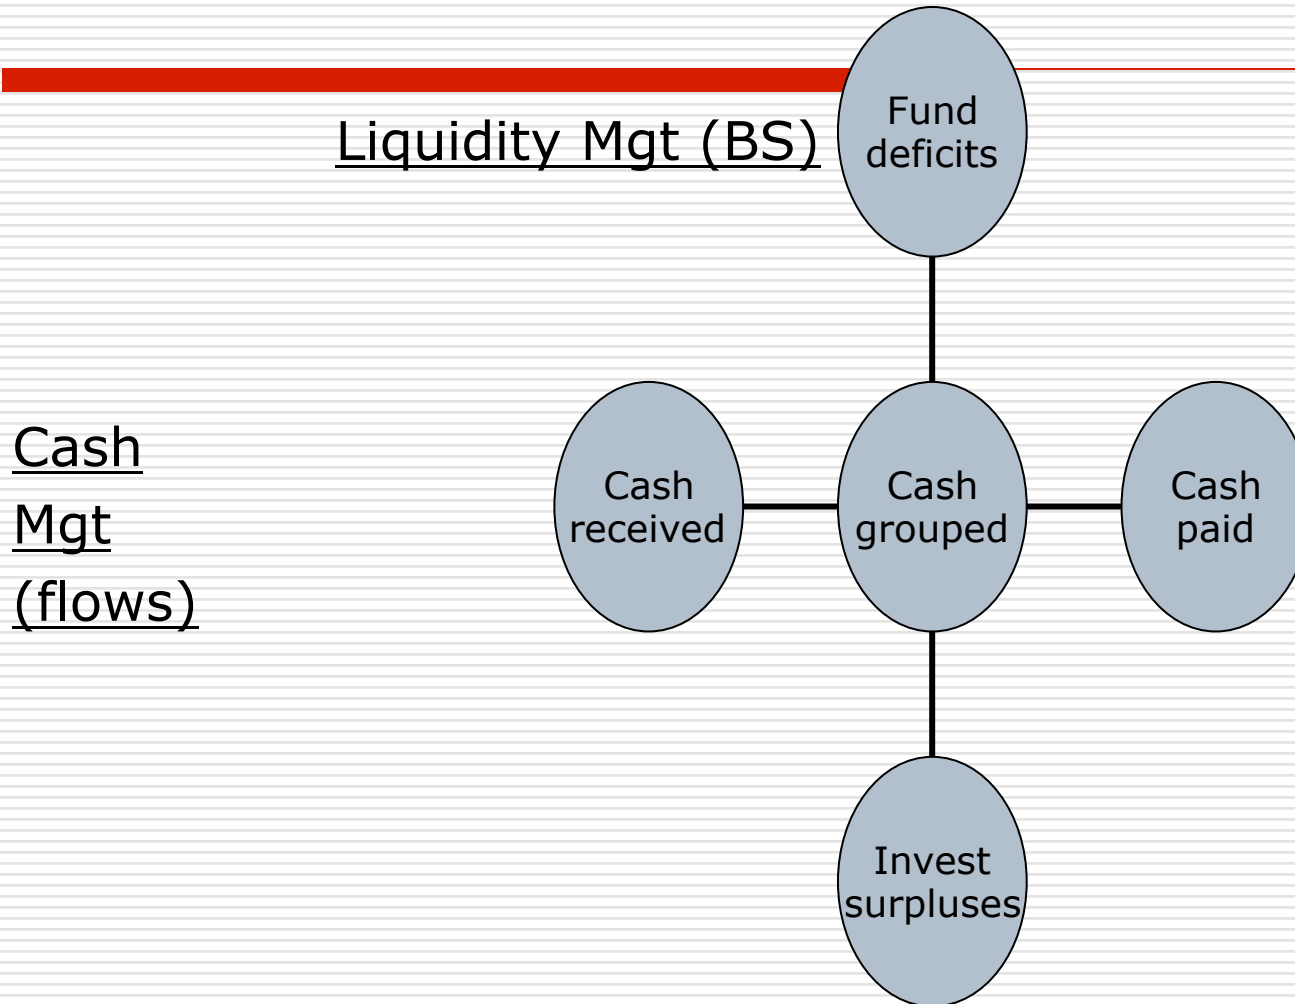 Liquidity Mgt (BS)
Fund
deficits
Cash
Mgt
(flows)
Cash
received
Cash
grouped
Cash
paid
Invest
surpluses